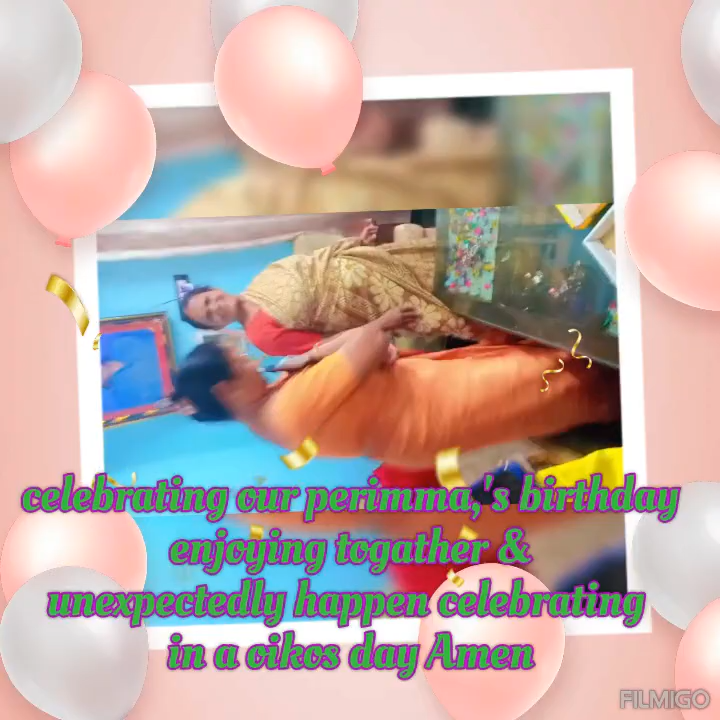 celebrating our perimma,'s birthday
enjoying togather &
unexpectedly happen celebrating
in a oikos day Amen
FILMIGO